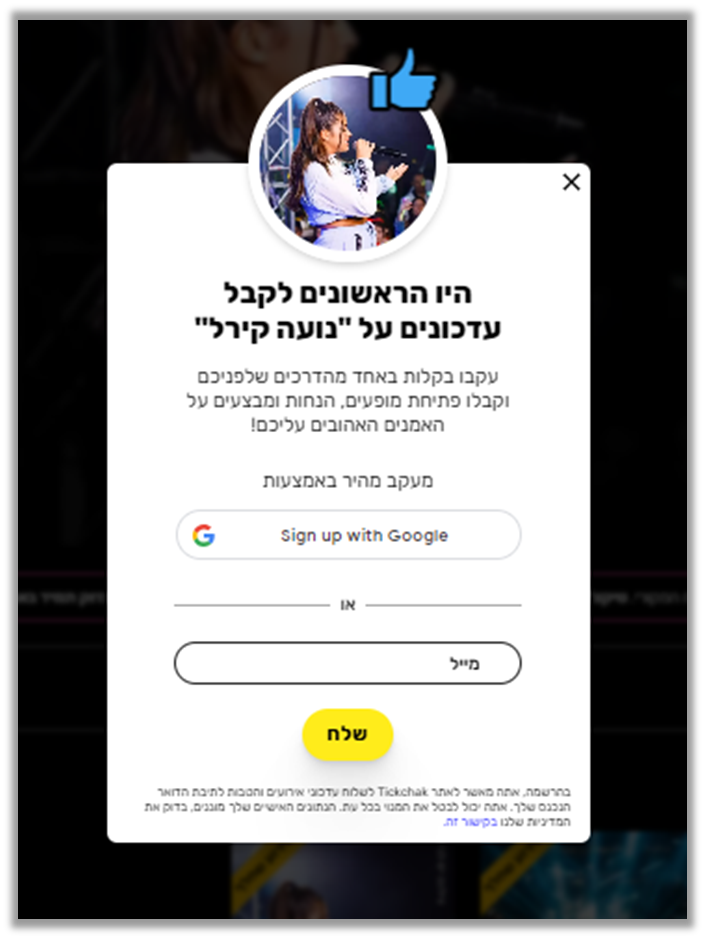 היו הראשונים לקבל
עדכונים על "נועה קירל"
עקבו בקלות באחד מהדרכים שלפניכם
וקבלו פתיחת מופעים, הנחות ומבצעים על
האמנים האהובים עליכם!
מעקב מהיר באמצעות
Sign up with Google
או
מייל
שלח
בהרשמה, אתה מאשר לאתר Tickchak לשלוח עדכוני אירועים והטבות לתיבת הדואר
הנכנס שלך. אתה יכול לבטל את המנוי בכל עת. הנתונים האישיים שלך מוגנים, בדוק את
המדיניות שלנו בקישור זה.